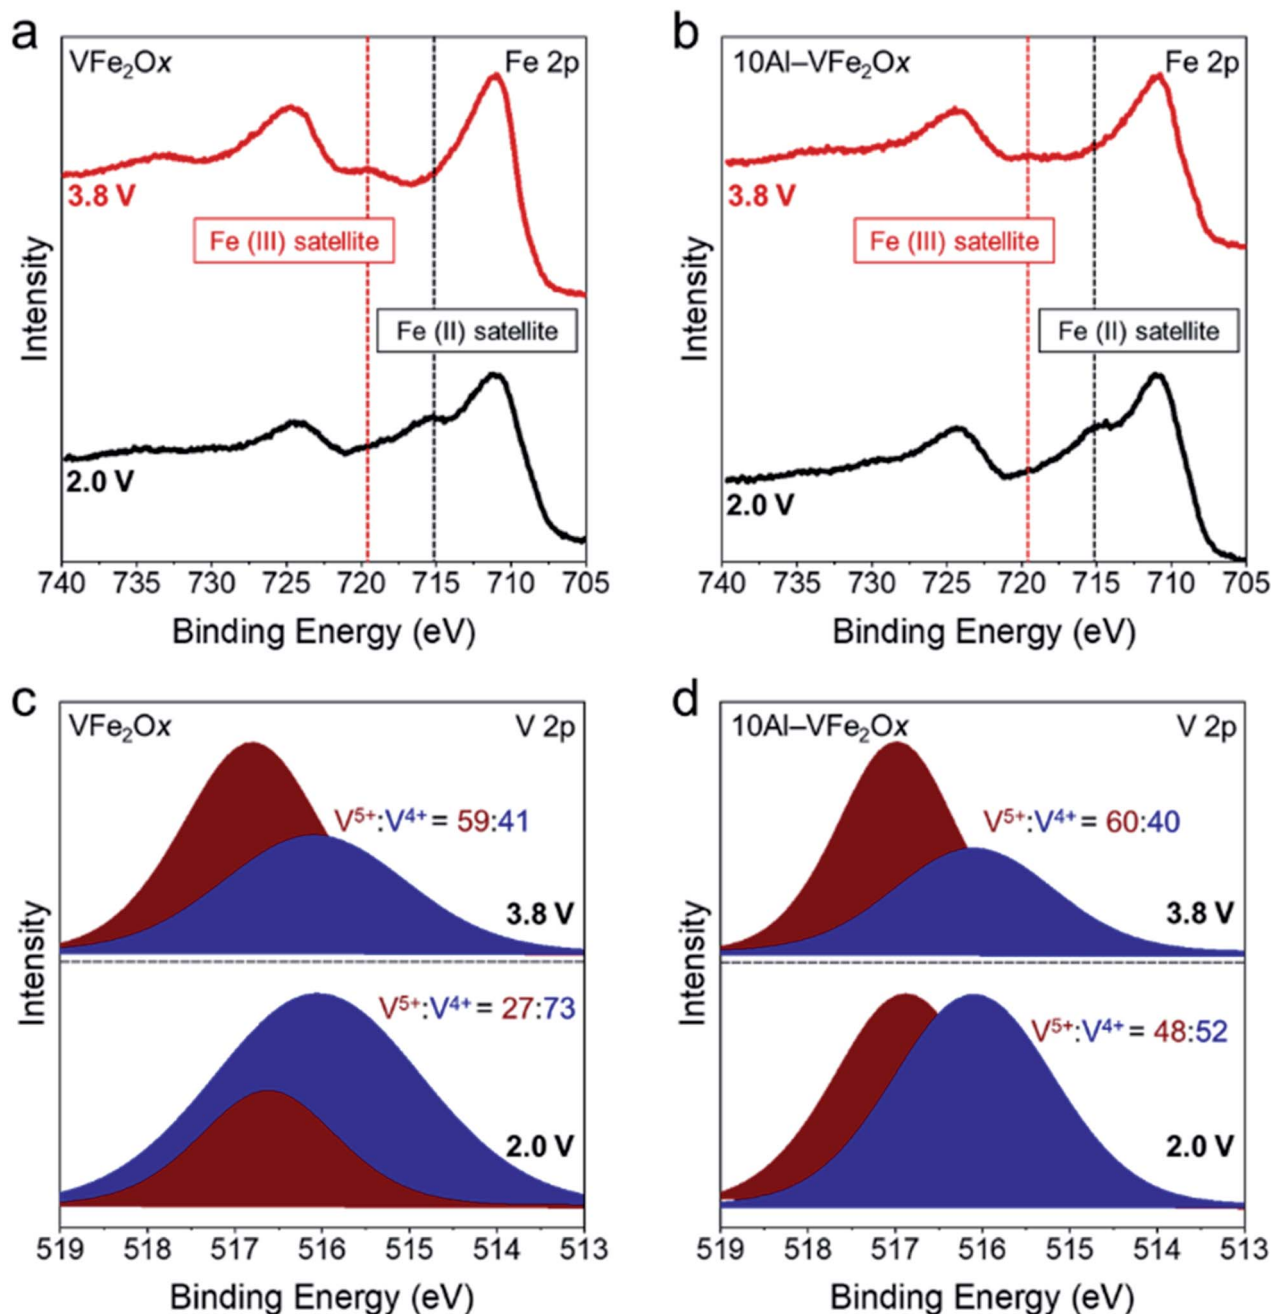 a
VFe₂Ox
Fe 2p
3.8 V
Fe (III) satellite
Fe (II) satellite
2.0 V
Intensity
740 735 730 725 720 715 710 705
Binding Energy (eV)
b
10Al–VFe₂Ox
Fe 2p
3.8 V
Fe (III) satellite
Fe (II) satellite
2.0 V
Intensity
740 735 730 725 720 715 710 705
Binding Energy (eV)
c
VFe₂Ox
V 2p
V⁵⁺:V⁴⁺= 59:41
3.8 V
V⁵⁺:V⁴⁺= 27:73
2.0 V
Intensity
519 518 517 516 515 514 513
Binding Energy (eV)
d
10Al–VFe₂Ox
V 2p
V⁵⁺:V⁴⁺= 60:40
3.8 V
V⁵⁺:V⁴⁺= 48:52
2.0 V
Intensity
519 518 517 516 515 514 513
Binding Energy (eV)